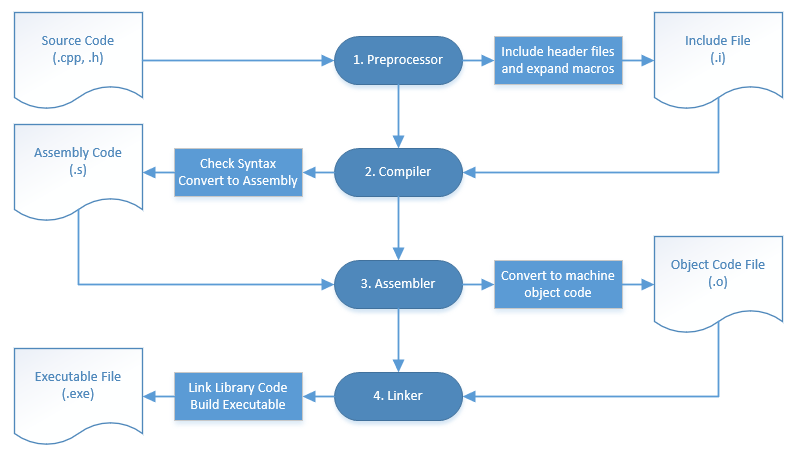 Source Code
(.cpp, .h)
1. Preprocessor
Include header files
and expand macros
Include File
(.i)
Assembly Code
(.s)
Check Syntax
Convert to Assembly
2. Compiler
3. Assembler
Convert to machine
object code
Object Code File
(.o)
Executable File
(.exe)
Link Library Code
Build Executable
4. Linker